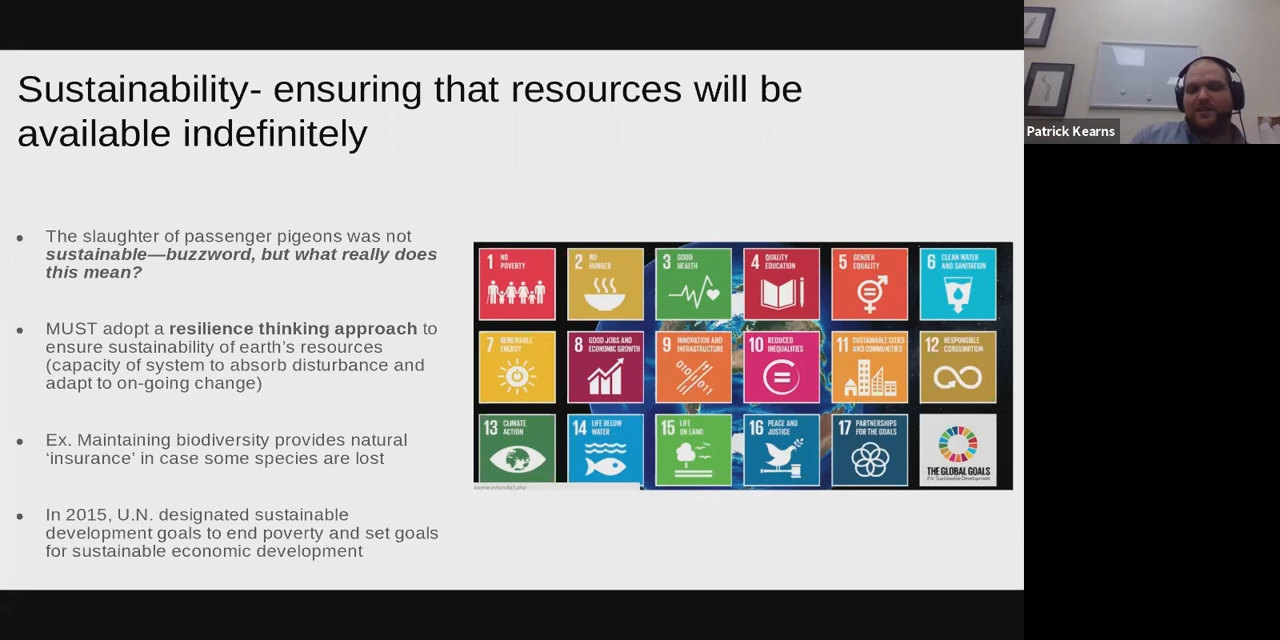 Sustainability- ensuring that resources will be
available indefinitely
The slaughter of passenger pigeons was not
sustainable—buzzword, but what really does
this mean?
MUST adopt a resilience thinking approach to
ensure sustainability of earth's resources
(capacity of system to absorb disturbance and
adapt to on-going change)
Ex. Maintaining biodiversity provides natural
‘insurance’ in case some species are lost
In 2015, U.N. designated sustainable
development goals to end poverty and set goals
for sustainable economic development
1 NO
POVERTY
2 NO
HUNGER
3 GOOD
HEALTH
4 QUALITY
EDUCATION
5 GENDER
EQUALITY
6 CLEAN WATER
AND SANITATION
7 RENEWABLE
ENERGY
8 GOOD JOBS AND
ECONOMIC GROWTH
9 INNOVATION AND
INFRASTRUCTURE
010
011
10 REDUCED
INEQUALITIES
11 SUSTAINABLE CITIES
AND COMMUNITIES
12 RESPONSIBLE
CONSUMPTION
13 CLIMATE
ACTION
14 LIFE BELOW
WATER
15 LIFE
ON LAND
16 PEACE AND
JUSTICE
17 PARTNERSHIPS
FOR THE GOALS
THE GLOBAL GOALS
For Sustainable Development
Patrick Kearns